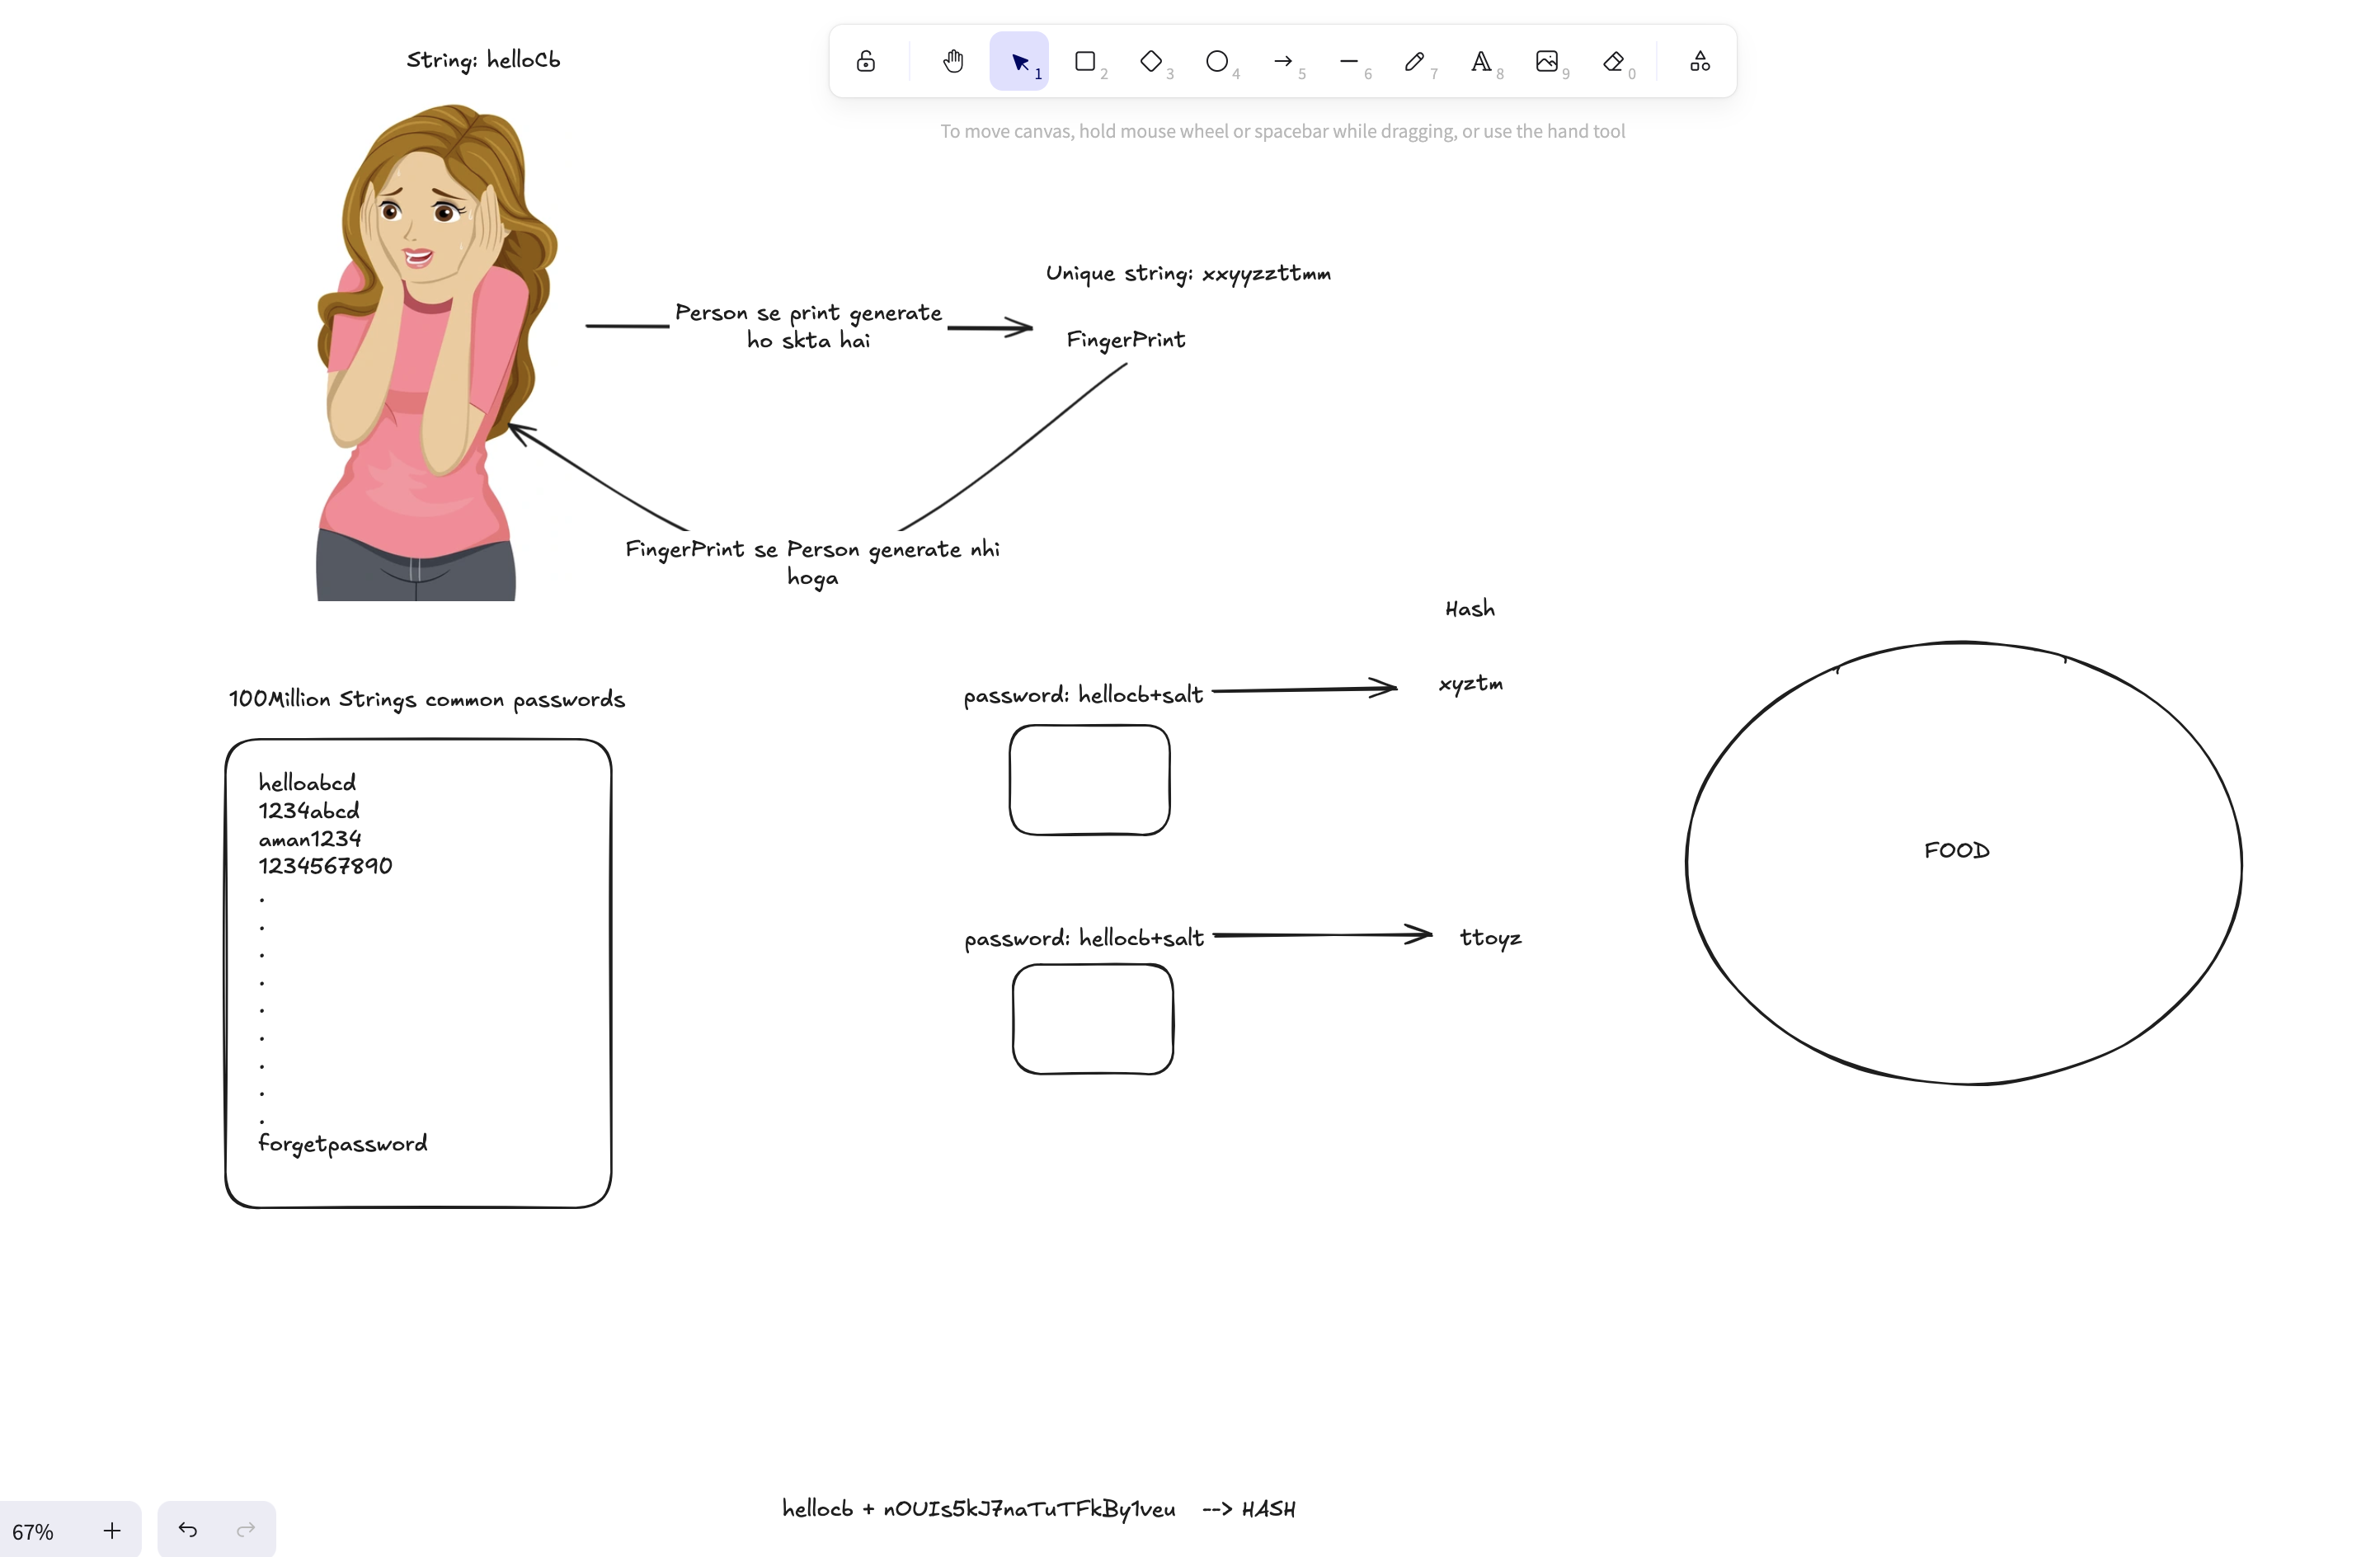 String: helloCb
1
2
3
4
5
6
7
8
9
0
To move canvas, hold mouse wheel or spacebar while dragging, or use the hand tool
Unique string: xxyyzzttmm
Person se print generate
ho skta hai
FingerPrint
FingerPrint se Person generate nhi
hoga
Hash
100Million Strings common passwords
password: hellocb+salt
xyztm
helloabcd
1234abcd
aman1234
1234567890
.
.
.
.
.
.
.
.
.
forgetpassword
FOOD
password: hellocb+salt
ttoyz
hellocb + nOUIs5kJ7naTuTFkBy1veu --> HASH
67%